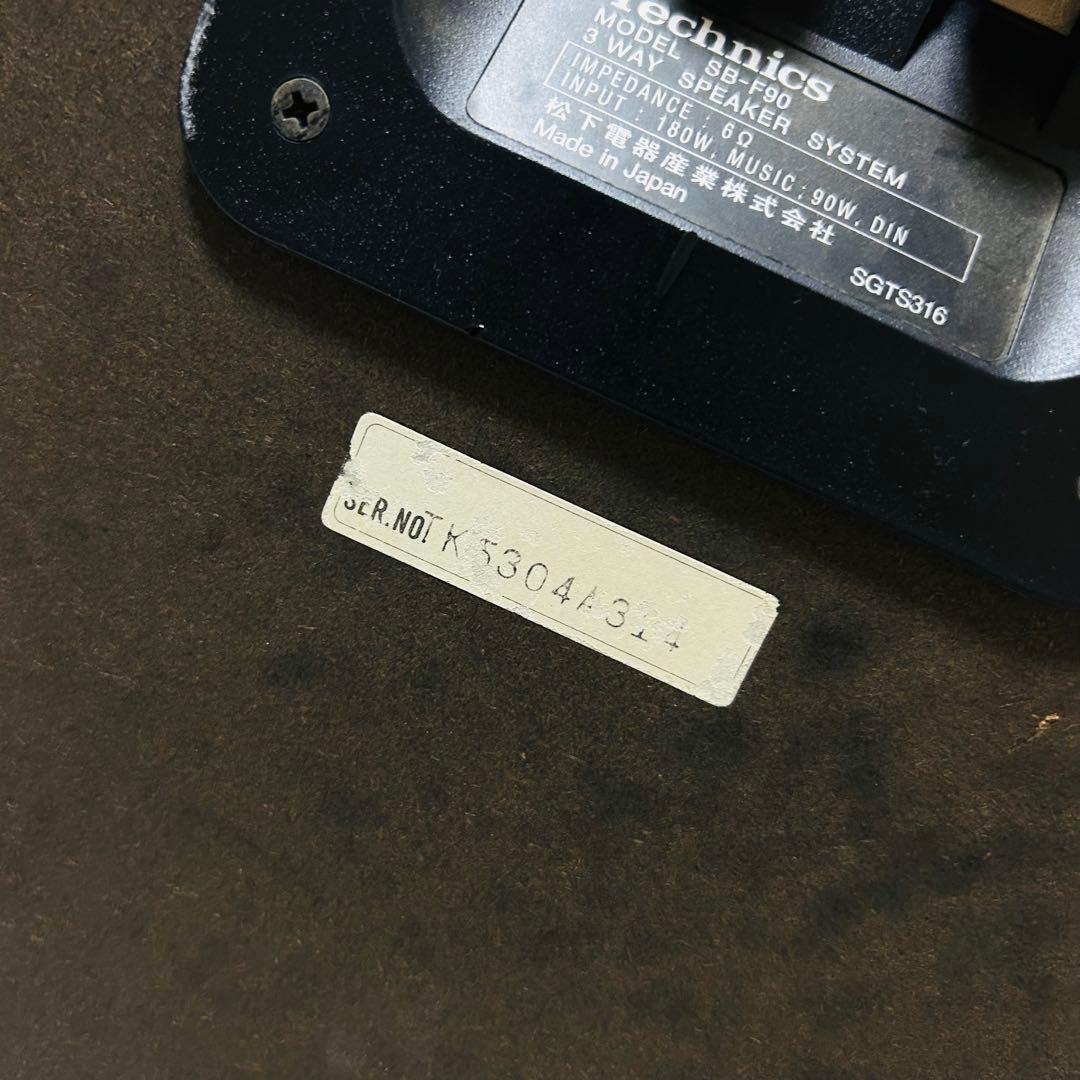 Technics
MODEL SB-F90
3 WAY SPEAKER SYSTEM
IMPEDANCE : 6Ω
INPUT : 180W, MUSIC ; 90W, DIN
松下電器産業株式会社
Made in Japan
SGTS316
SER.NO. TK5304A314